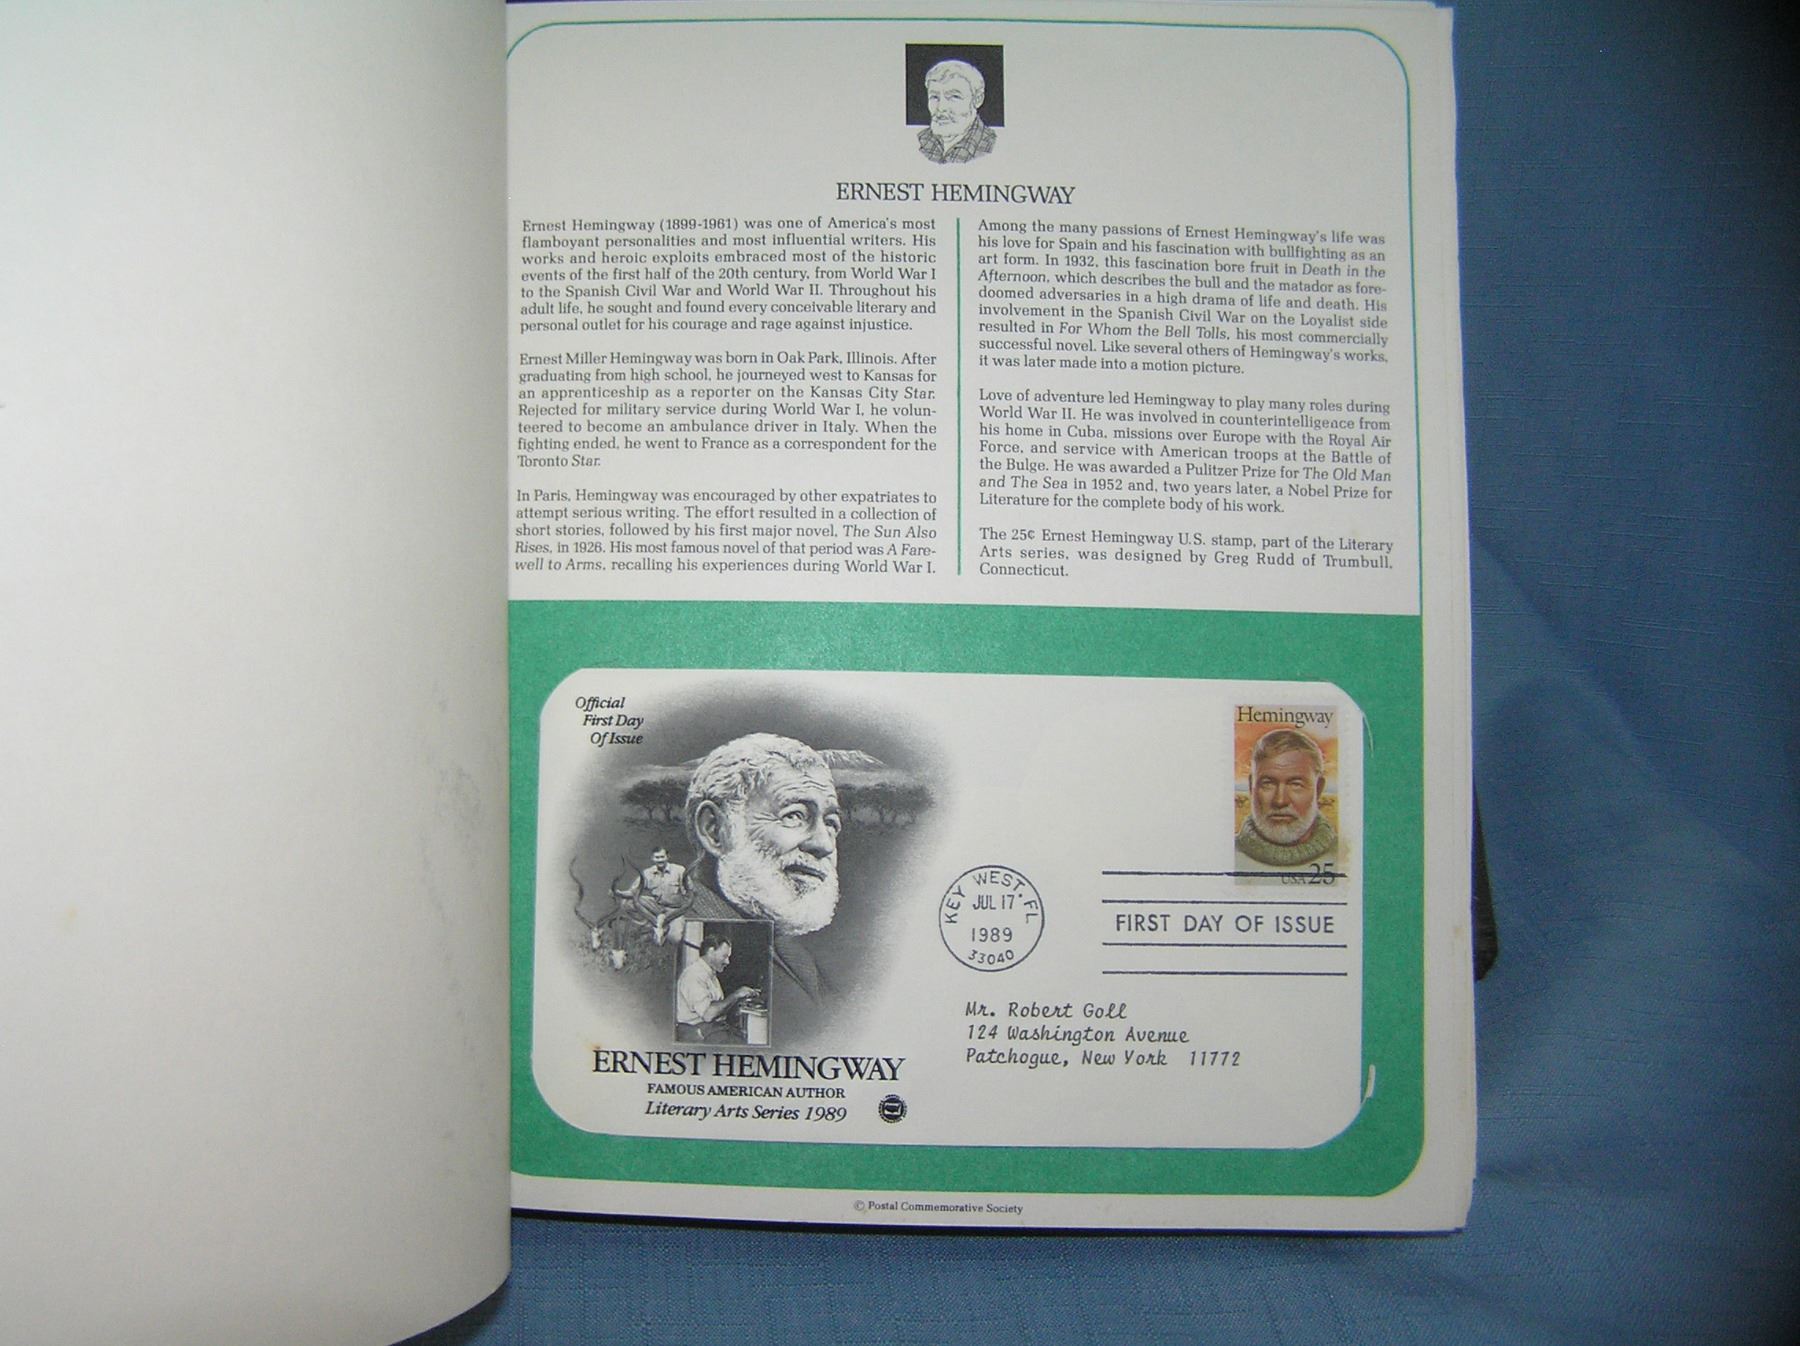 ERNEST HEMINGWAY
Ernest Hemingway (1899-1961) was one of America's most
flamboyant personalities and most influential writers. His
works and heroic exploits embraced most of the historic
events of the first half of the 20th century, from World War I
to the Spanish Civil War and World War II. Throughout his
adult life, he sought and found every conceivable literary and
personal outlet for his courage and rage against injustice.
Ernest Miller Hemingway was born in Oak Park, Illinois. After
graduating from high school, he journeyed west to Kansas for
an apprenticeship as a reporter on the Kansas City Star.
Rejected for military service during World War I, he volun-
teered to become an ambulance driver in Italy. When the
fighting ended, he went to France as a correspondent for the
Toronto Star.
In Paris, Hemingway was encouraged by other expatriates to
attempt serious writing. The effort resulted in a collection of
short stories, followed by his first major novel, The Sun Also
Rises, in 1926. His most famous novel of that period was A Fare-
well to Arms, recalling his experiences during World War I.
Among the many passions of Ernest Hemingway's life was
his love for Spain and his fascination with bullfighting as an
art form. In 1932, this fascination bore fruit in Death in the
Afternoon, which describes the bull and the matador as fore-
doomed adversaries in a high drama of life and death. His
involvement in the Spanish Civil War on the Loyalist side
resulted in For Whom the Bell Tolls, his most commercially
successful novel. Like several others of Hemingway's works,
it was later made into a motion picture.
Love of adventure led Hemingway to play many roles during
World War II. He was involved in counterintelligence from
his home in Cuba, missions over Europe with the Royal Air
Force, and service with American troops at the Battle of
the Bulge. He was awarded a Pulitzer Prize for The Old Man
and The Sea in 1952 and, two years later, a Nobel Prize for
Literature for the complete body of his work.
The 25¢ Ernest Hemingway U.S. stamp, part of the Literary
Arts series, was designed by Greg Rudd of Trumbull,
Connecticut.
Official
First Day
Of Issue
Hemingway
USA 25
KEY WEST, FL
JUL 17
1989
33040
FIRST DAY OF ISSUE
Mr. Robert Goll
124 Washington Avenue
Patchogue, New York 11772
ERNEST HEMINGWAY
FAMOUS AMERICAN AUTHOR
Literary Arts Series 1989
© Postal Commemorative Society